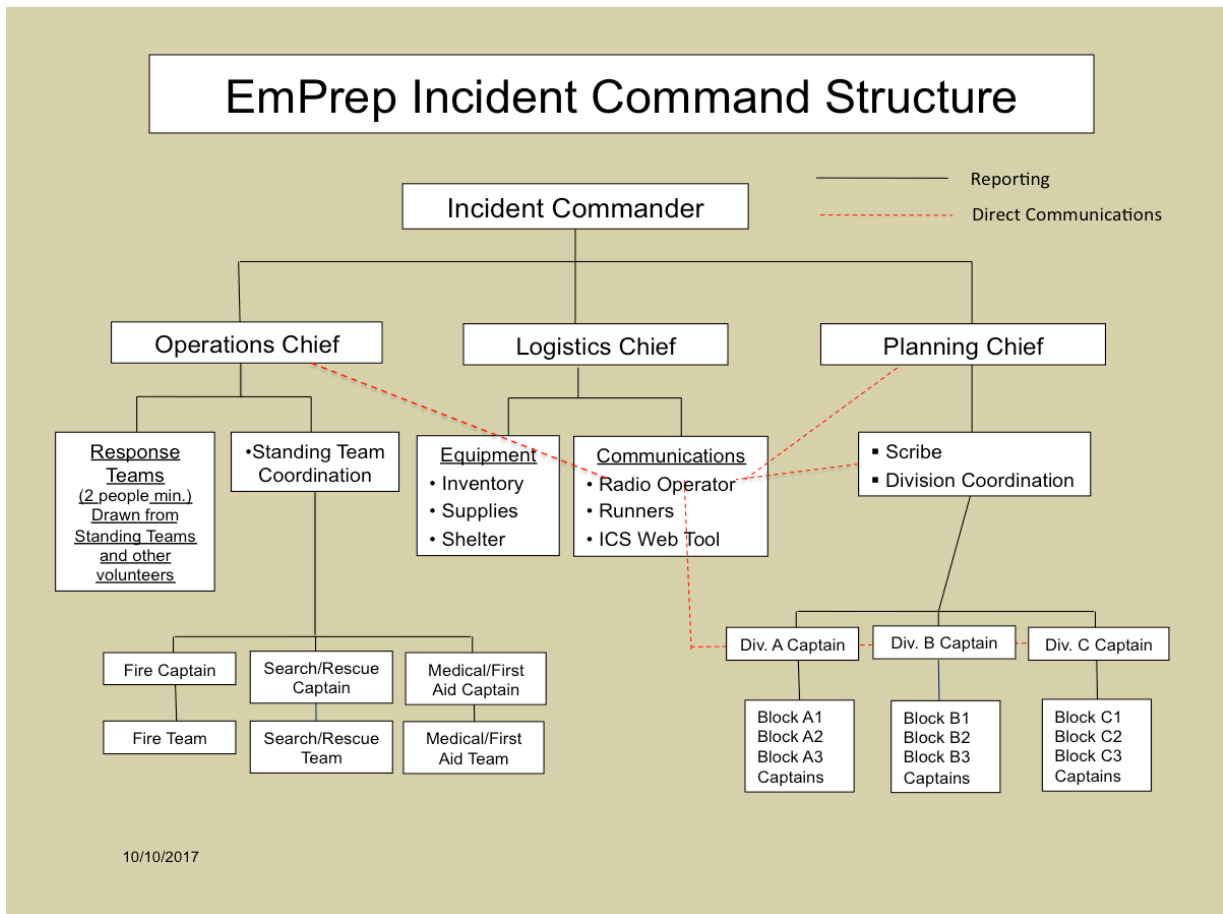 EmPrep Incident Command Structure
Reporting
Direct Communications
Incident Commander
Operations Chief
Logistics Chief
Planning Chief
Response
Teams
(2 people min.)
Drawn from
Standing Teams
and other
volunteers
•Standing Team
Coordination
Equipment
• Inventory
• Supplies
• Shelter
Communications
• Radio Operator
• Runners
• ICS Web Tool
▪ Scribe
▪ Division Coordination
Fire Captain
Search/Rescue
Captain
Medical/First
Aid Captain
Fire Team
Search/Rescue
Team
Medical/First
Aid Team
Div. A Captain
Div. B Captain
Div. C Captain
Block A1
Block A2
Block A3
Captains
Block B1
Block B2
Block B3
Captains
Block C1
Block C2
Block C3
Captains
10/10/2017